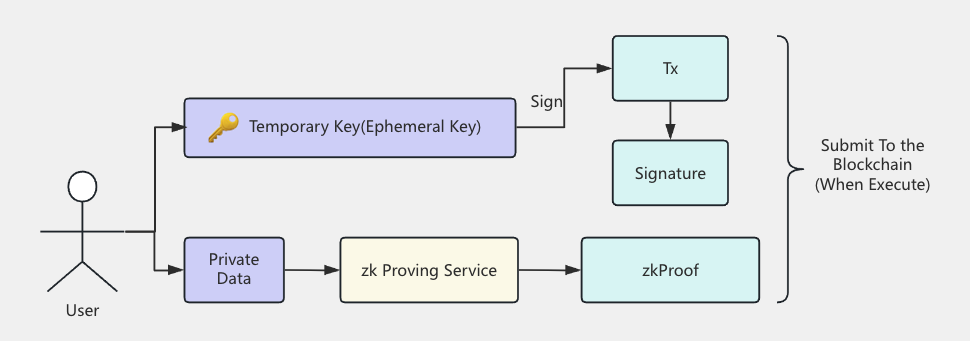 Tx
Sign
Temporary Key(Ephemeral Key)
Signature
Submit To the
Blockchain
(When Execute)
Private
Data
zk Proving Service
zkProof
User